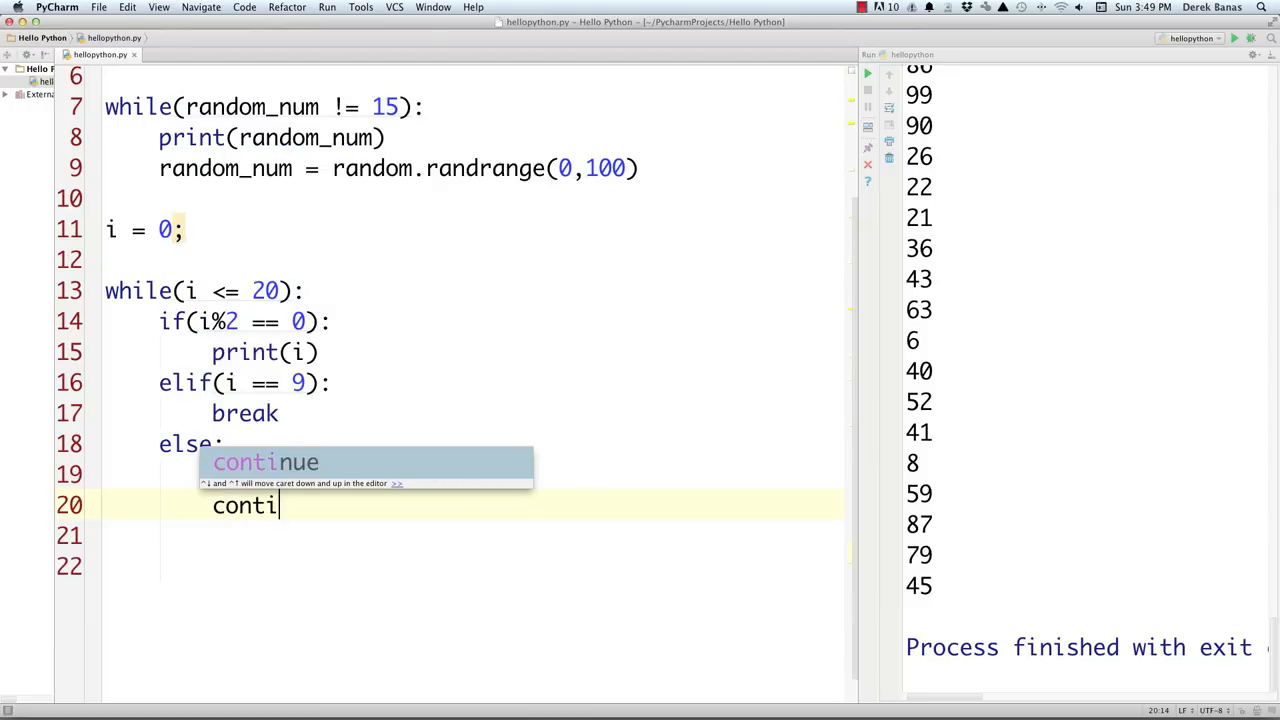 PyCharm File Edit View Navigate Code Refactor Run Tools VCS Window Help 10 Sun 3:49 PM Derek Banas
hellopython.py - Hello Python - [~/PycharmProjects/Hello Python]
Hello Python hellopython.py hellopython
hellopython.py Run hellopython
Hello P
hell
Extern
6
7 while(random_num != 15):
8 print(random_num)
9 random_num = random.randrange(0,100)
10
11 i = 0;
12
13 while(i <= 20):
14 if(i%2 == 0):
15 print(i)
16 elif(i == 9):
17 break
18 else:
continue
19
^↓ and ^↑ will move caret down and up in the editor >>
20 conti
21
22
86
99
90
26
22
21
36
43
63
6
40
52
41
8
59
87
79
45
Process finished with exit
20:14 LF UTF-8